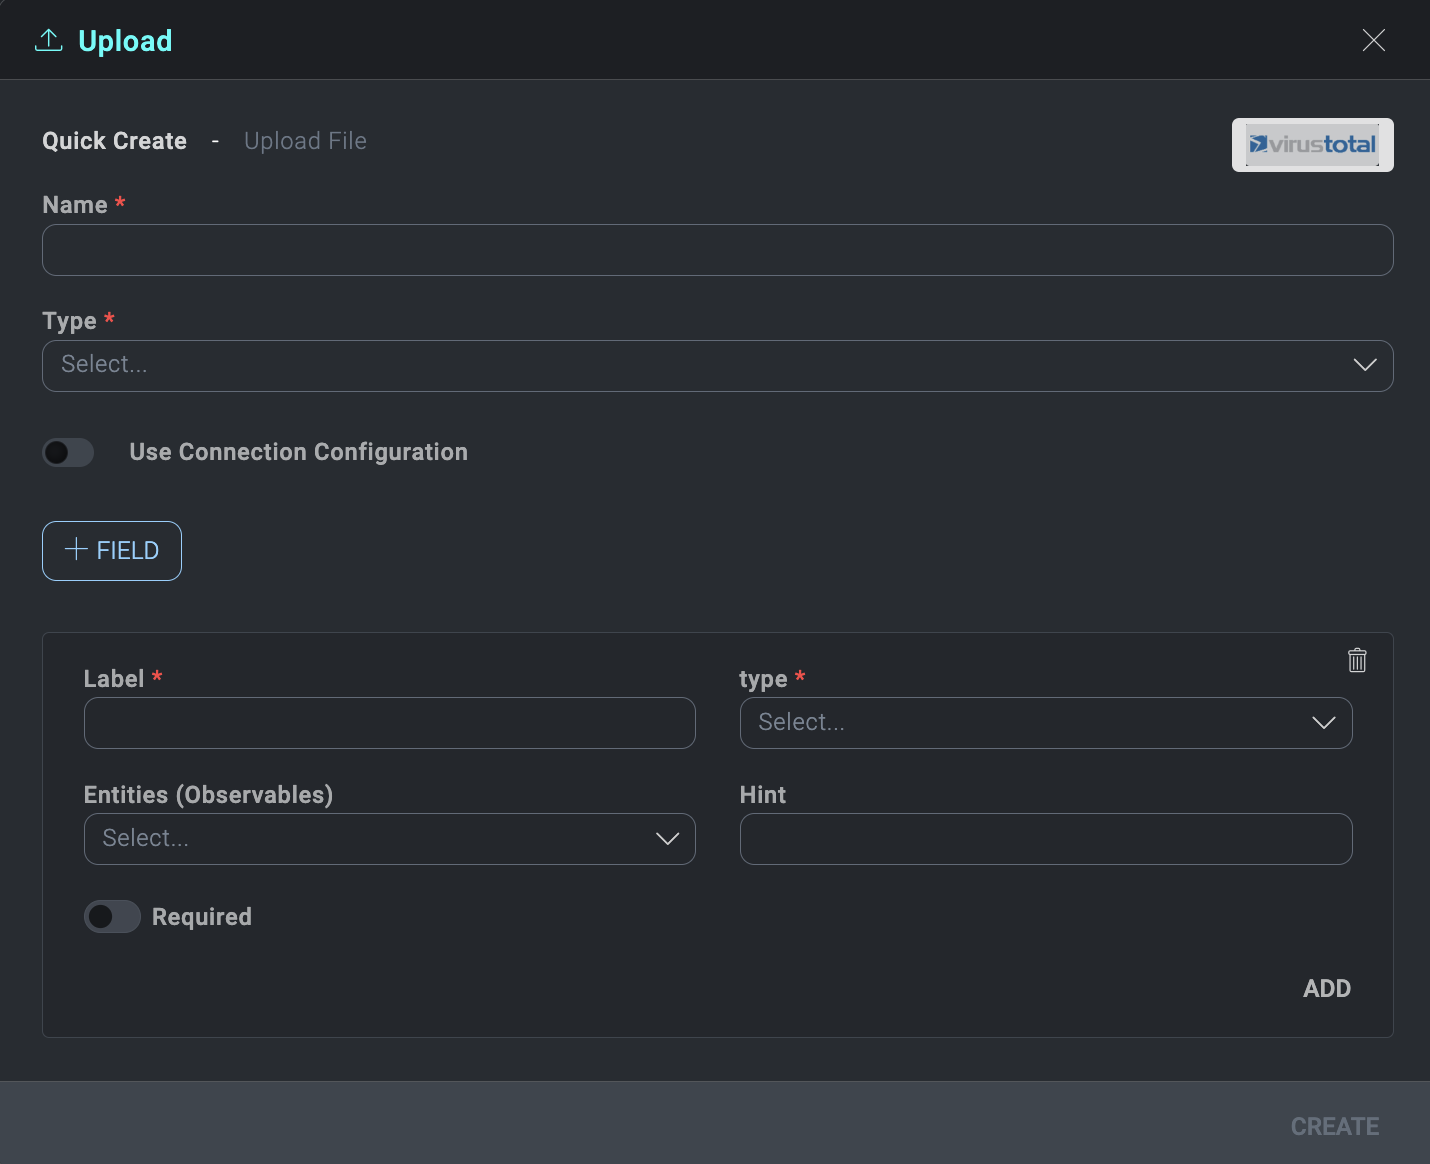 Upload
Quick Create - Upload File
virustotal
Name *
Type *
Select...
Use Connection Configuration
FIELD
Label *
type *
Select...
Entities (Observables)
Hint
Select...
Required
ADD
CREATE